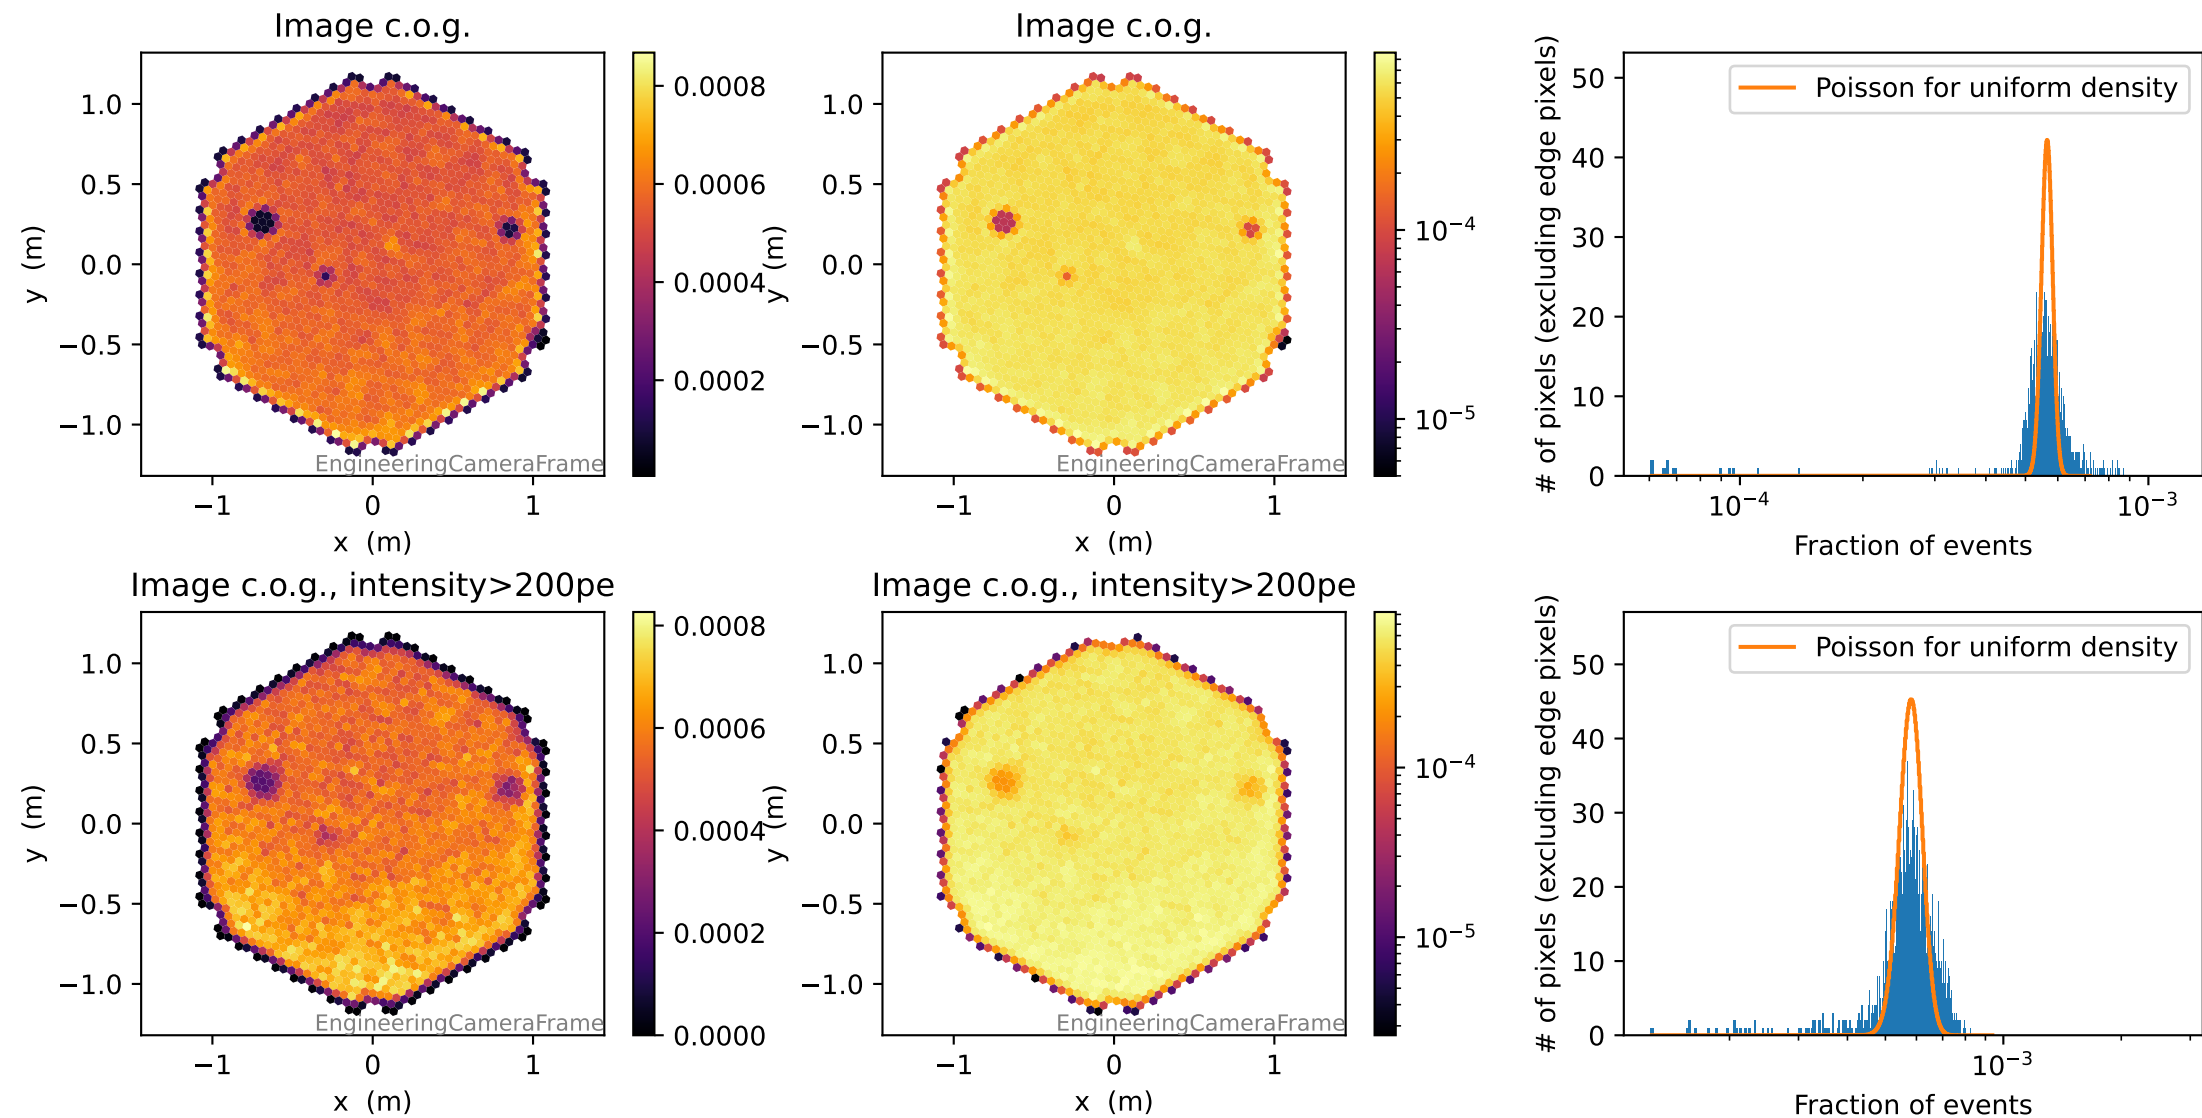 Image c.o.g.
1.0
0.5
0.0
−0.5
−1.0
y (m)
−1 0 1
x (m)
EngineeringCameraFrame
0.0008
0.0006
0.0004
0.0002
Image c.o.g.
1.0
0.5
0.0
−0.5
−1.0
y (m)
−1 0 1
x (m)
EngineeringCameraFrame
10−4
10−5
# of pixels (excluding edge pixels)
50
40
30
20
10
0
Poisson for uniform density
10−4 10−3
Fraction of events
Image c.o.g., intensity>200pe
1.0
0.5
0.0
−0.5
−1.0
y (m)
−1 0 1
x (m)
EngineeringCameraFrame
0.0008
0.0006
0.0004
0.0002
0.0000
Image c.o.g., intensity>200pe
1.0
0.5
0.0
−0.5
−1.0
y (m)
−1 0 1
x (m)
EngineeringCameraFrame
10−4
10−5
# of pixels (excluding edge pixels)
50
40
30
20
10
0
Poisson for uniform density
10−3
Fraction of events